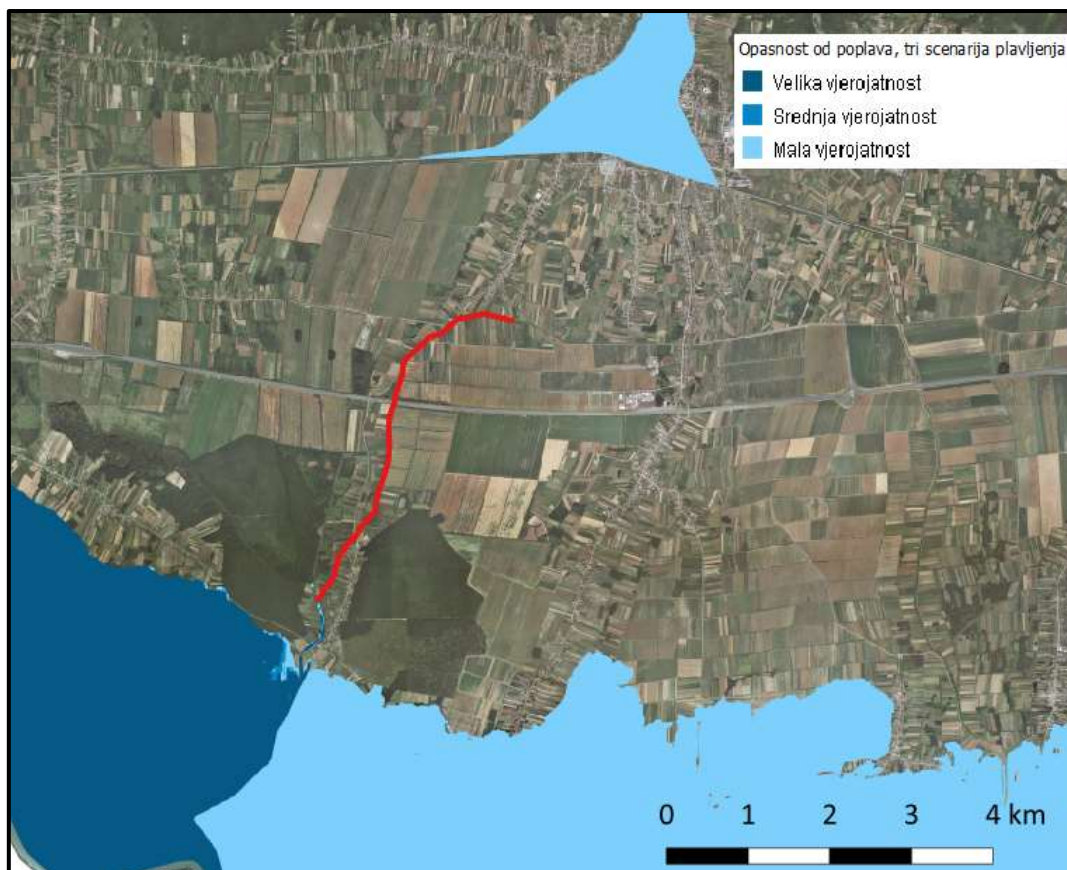 Opasnost od poplava, tri scenarija plavljenja
Velika vjerojatnost
Srednja vjerojatnost
Mala vjerojatnost
0 1 2 3 4 km